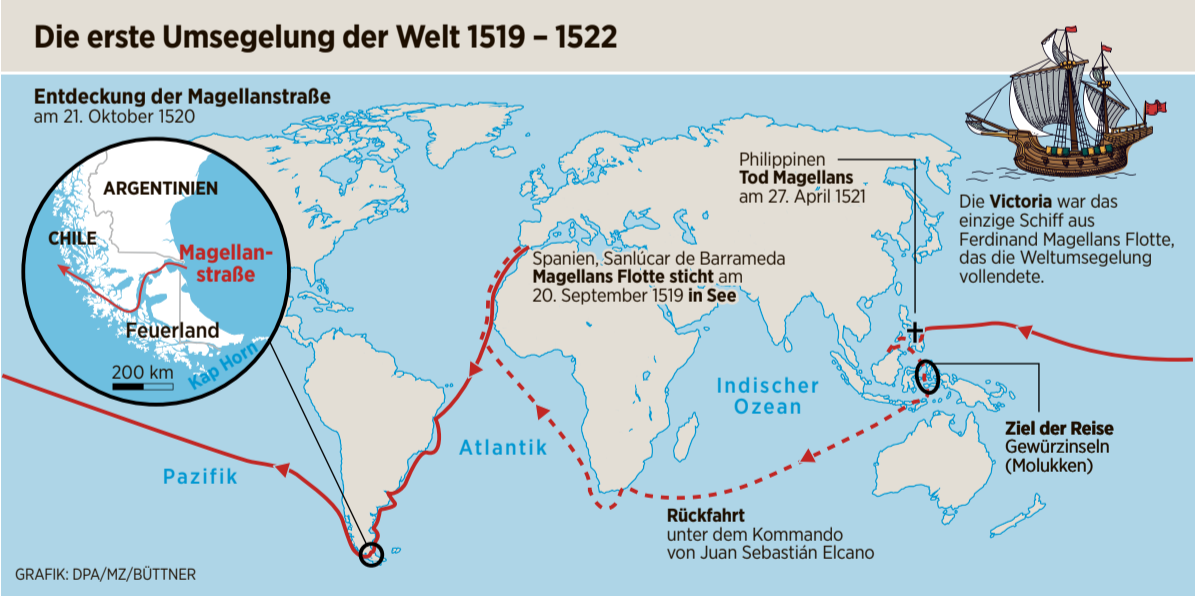 Die erste Umsegelung der Welt 1519 – 1522
Entdeckung der Magellanstraße
am 21. Oktober 1520
ARGENTINIEN
CHILE
Magellan-
straße
Feuerland
200 km
Kap Horn
Philippinen
Tod Magellans
am 27. April 1521
Die Victoria war das
einzige Schiff aus
Ferdinand Magellans Flotte,
das die Weltumsegelung
vollendete.
Spanien, Sanlúcar de Barrameda
Magellans Flotte sticht am
20. September 1519 in See
Indischer
Ozean
Atlantik
Pazifik
Ziel der Reise
Gewürzinseln
(Molukken)
Rückfahrt
unter dem Kommando
von Juan Sebastián Elcano
GRAFIK: DPA/MZ/BÜTTNER